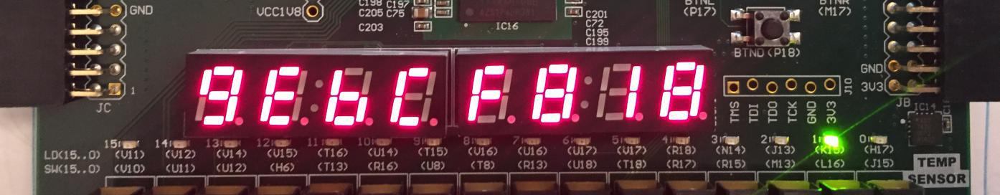 GND
VCC1V8
C198 C197
C205 C75
C203
IC16
C201
C72
C195
C199
BTNL
(P17)
BTNR
(M17)
BTND(P18)
9EbC F818
1
JC
TMS TDI TDO TCK GND 3V3
J10
GND
3V3
JB
IC14
15 14 13 12 11 10 9 8 7 6 5 4 3 2 1 0
LD(15..0) (V11) (V12) (V14) (V15) (T16) (U14) (T15) (V16) (U16) (U17) (V17) (R18) (N14) (J13) (K15) (H17)
SW(15..0) (V10) (U11) (U12) (H6) (T13) (R16) (U8) (T8) (R13) (U18) (T18) (R17) (R15) (M13) (L16) (J15)
TEMP
SENSOR